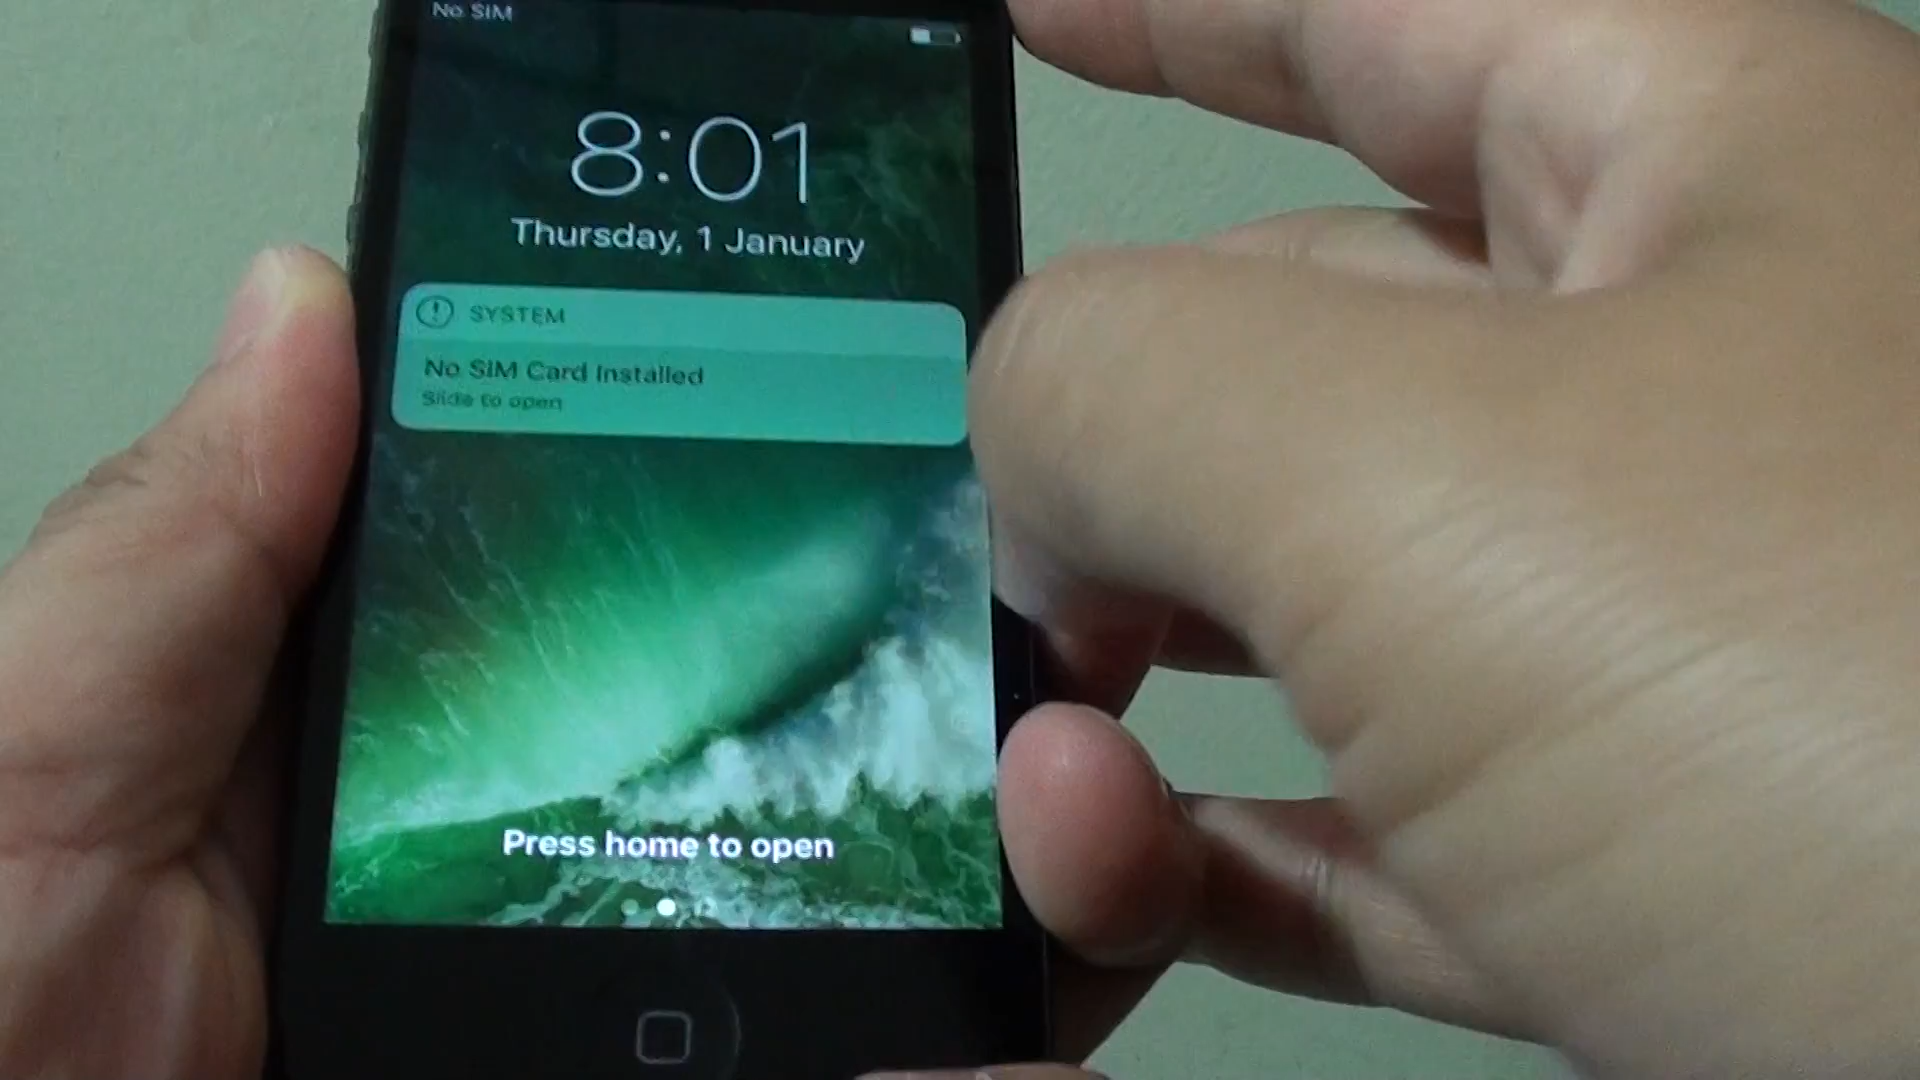 No SIM
8:01
Thursday, 1 January
SYSTEM
No SIM Card Installed
Slide to open
Press home to open